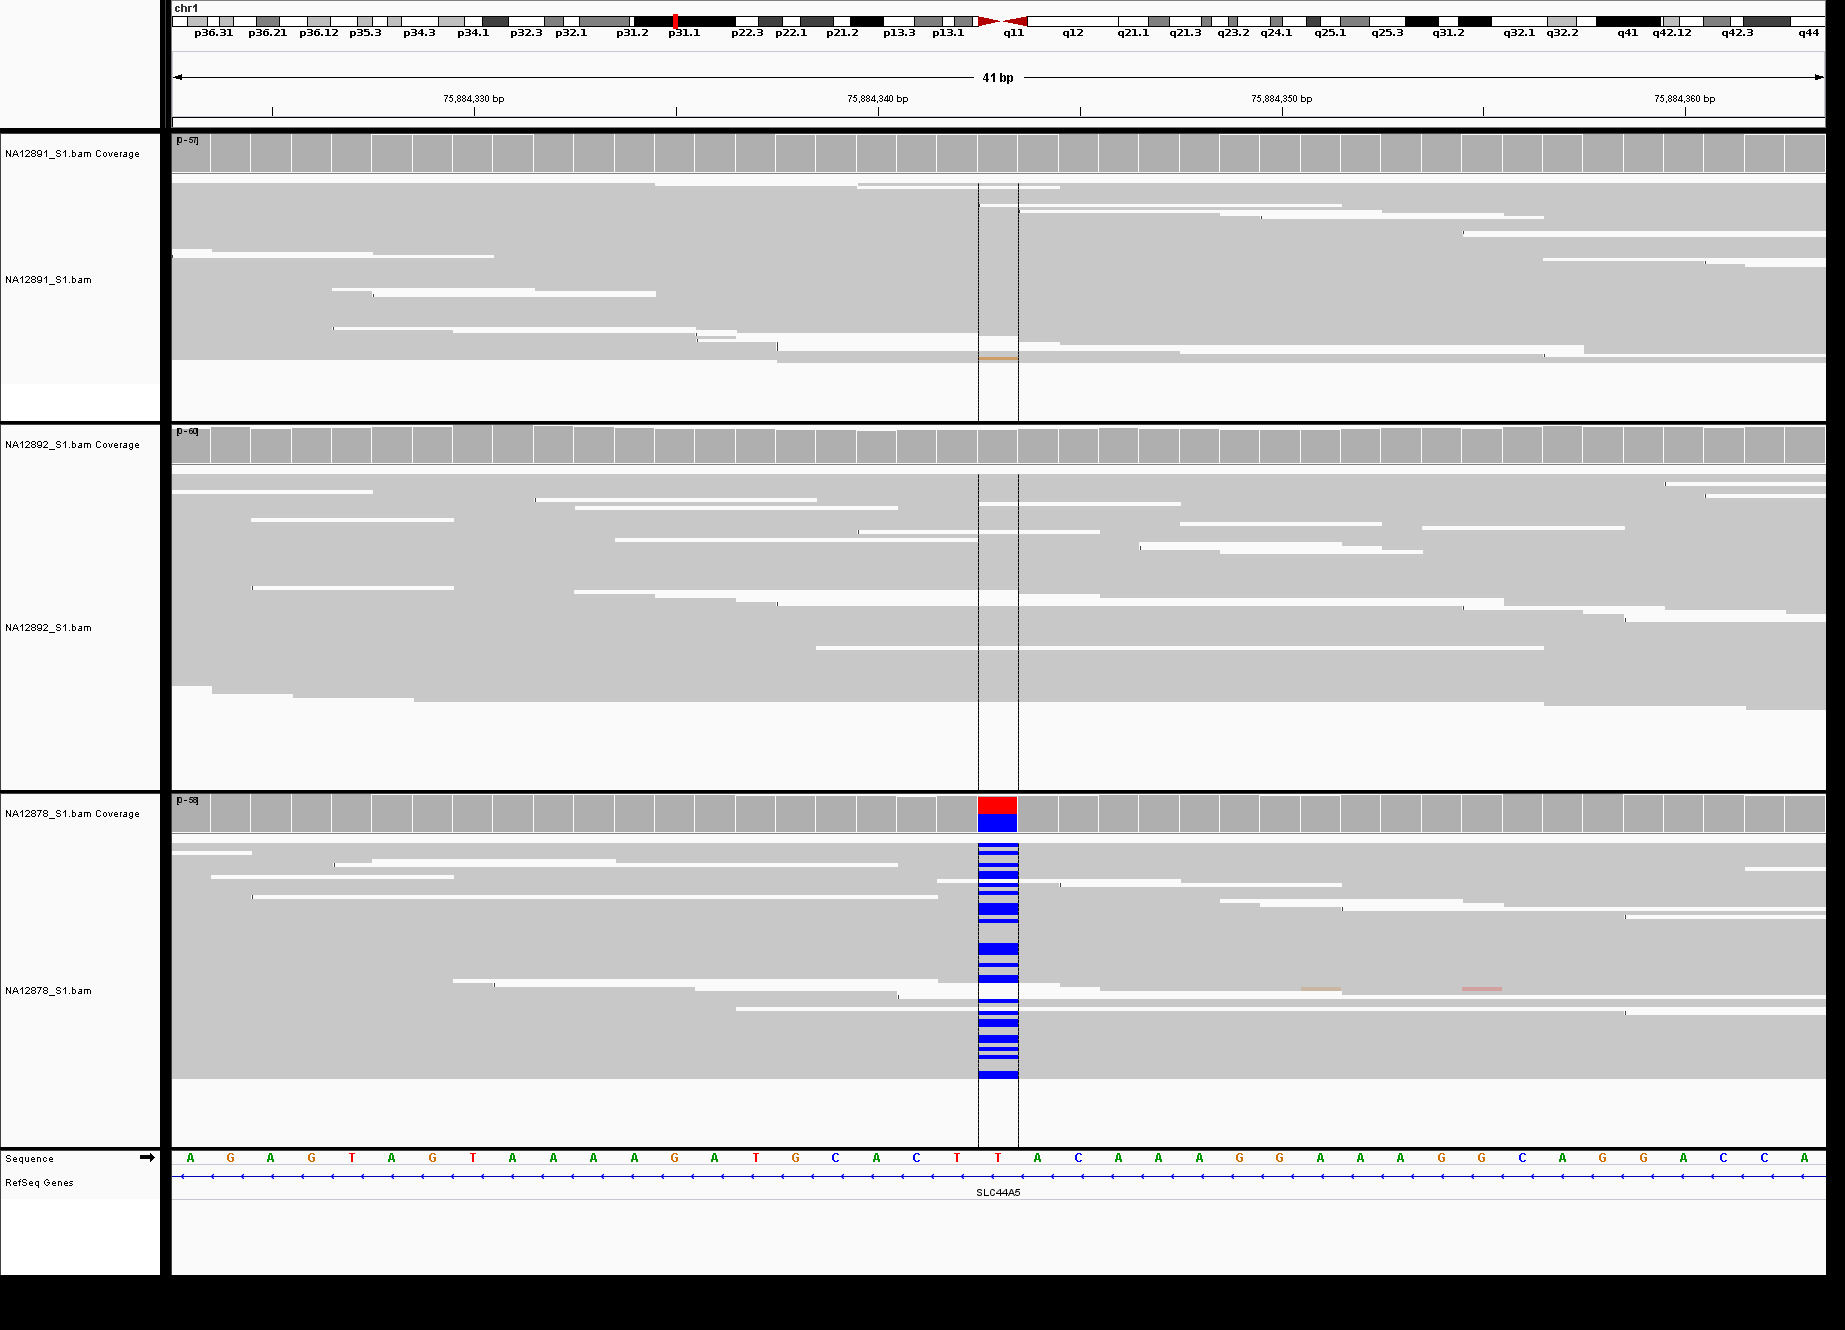 chr1
p36.31 p36.21 p36.12 p35.3 p34.3 p34.1 p32.3 p32.1 p31.2 p31.1 p22.3 p22.1 p21.2 p13.3 p13.1 q11 q12 q21.1 q21.3 q23.2 q24.1 q25.1 q25.3 q31.2 q32.1 q32.2 q41 q42.12 q42.3 q44
41 bp
75,884,330 bp 75,884,340 bp 75,884,350 bp 75,884,360 bp
NA12891_S1.bam Coverage [0 - 57]
NA12891_S1.bam
NA12892_S1.bam Coverage [0 - 60]
NA12892_S1.bam
NA12878_S1.bam Coverage [0 - 58]
NA12878_S1.bam
Sequence A G A G T A G T A A A A G A T G C A C T T A C A A A G G A A A G G C A G G A C C A
RefSeq Genes
SLC44A5